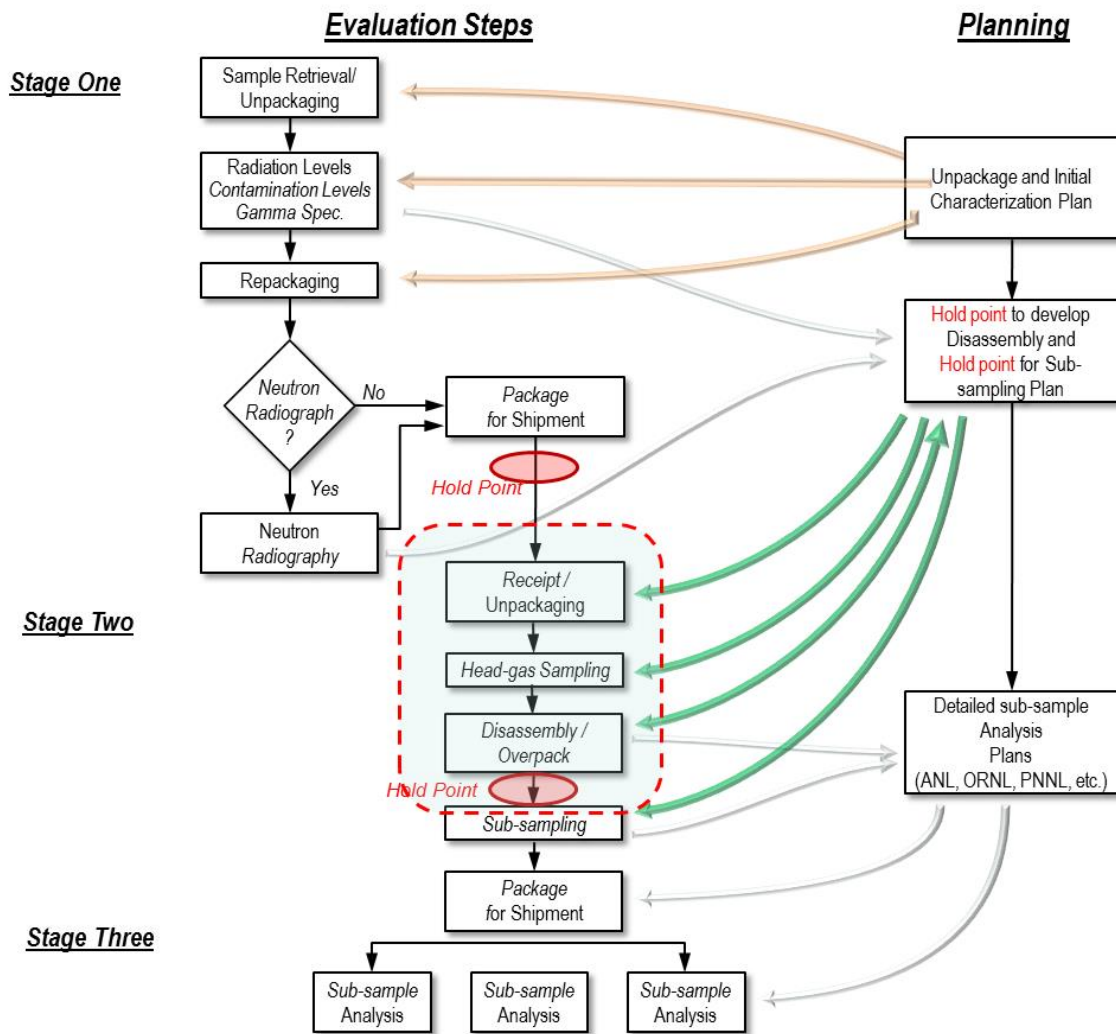 Evaluation Steps
Planning
Stage One
Sample Retrieval/
Unpackaging
Radiation Levels
Contamination Levels
Gamma Spec.
Unpackage and Initial
Characterization Plan
Repackaging
Hold point to develop
Disassembly and
Hold point for Sub-
sampling Plan
Neutron
Radiograph
?
No
Package
for Shipment
Yes
Hold Point
Neutron
Radiography
Stage Two
Receipt /
Unpackaging
Head-gas Sampling
Disassembly /
Overpack
Detailed sub-sample
Analysis
Plans
(ANL, ORNL, PNNL, etc.)
Hold Point
Sub-sampling
Package
for Shipment
Stage Three
Sub-sample
Analysis
Sub-sample
Analysis
Sub-sample
Analysis